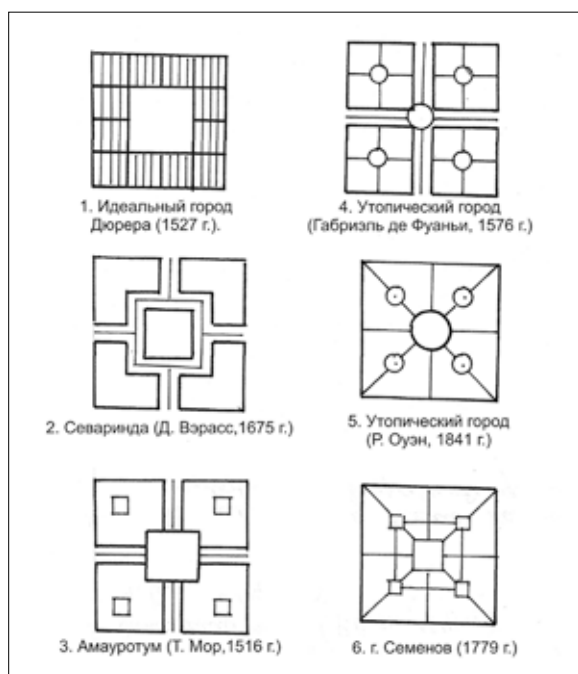 1. Идеальный город
Дюрера (1527 г.).
4. Утопический город
(Габриэль де Фуаньи, 1576 г.)
2. Севаринда (Д. Вэрасс,1675 г.)
5. Утопический город
(Р. Оуэн, 1841 г.)
3. Амауротум (Т. Мор,1516 г.)
6. г. Семенов (1779 г.)